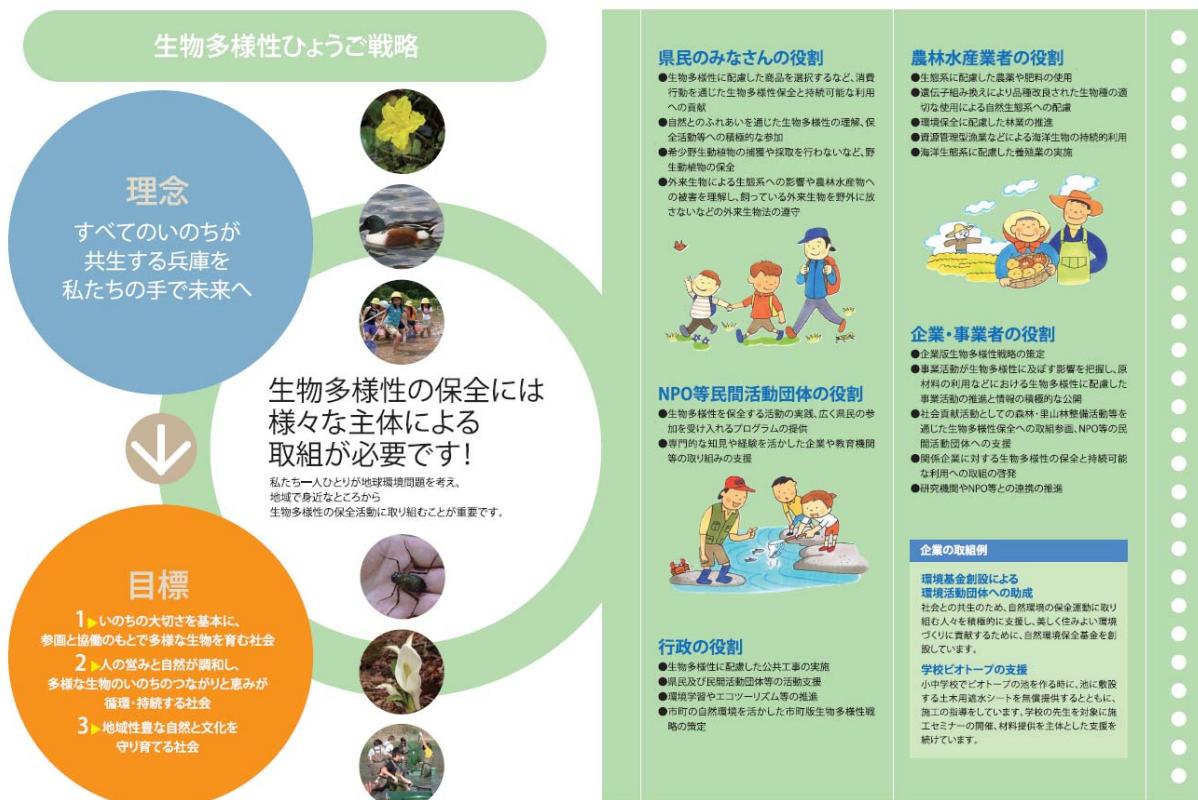 生物多様性ひょうご戦略
理念
すべてのいのちが
共生する兵庫を
私たちの手で未来へ
生物多様性の保全には
様々な主体による
取組が必要です!
私たち一人ひとりが地球環境問題を考え、
地域で身近なところから
生物多様性の保全活動に取り組むことが重要です。
目標
1▶いのちの大切さを基本に、
参画と協働のもとで多様な生物を育む社会
2▶人の営みと自然が調和し、
多様な生物のいのちのつながりと恵みが
循環・持続する社会
3▶地域性豊な自然と文化を
守り育てる社会
県民のみなさんの役割
●生物多様性に配慮した商品を選択するなど、消費
行動を通じた生物多様性保全と持続可能な利用
への貢献
●自然とのふれあいを通じた生物多様性の理解、保
全活動等への積極的な参加
●希少野生動植物の捕獲や採取を行わないなど、野
生動植物の保全
●外来生物による生態系への影響や農林水産物へ
の被害を理解し、飼っている外来生物を野外に放
さないなどの外来生物法の遵守
NPO等民間活動団体の役割
●生物多様性を保全する活動の実践、広く県民の参
加を受け入れるプログラムの提供
●専門的な知見や経験を活かした企業や教育機関
等の取り組みの支援
行政の役割
●生物多様性に配慮した公共工事の実施
●県民及び民間活動団体等の活動支援
●環境学習やエコツーリズム等の推進
●市町の自然環境を活かした市町版生物多様性戦
略の策定
農林水産業者の役割
●生態系に配慮した農薬や肥料の使用
●遺伝子組み換えにより品種改良された生物種の適
切な使用による自然生態系への配慮
●環境保全に配慮した林業の推進
●資源管理型漁業などによる海洋生物の持続的利用
●海洋生態系に配慮した養殖業の実施
企業・事業者の役割
●企業版生物多様性戦略の策定
●事業活動が生物多様性に及ぼす影響を把握し、原
材料の利用などにおける生物多様性に配慮した
事業活動の推進と情報の積極的な公開
●社会貢献活動としての森林・里山林整備活動等を
通じた生物多様性保全への取組参画、NPO等の民
間活動団体への支援
●関係企業に対する生物多様性の保全と持続可能
な利用への取組の啓発
●研究機関やNPO等との連携の推進
企業の取組例
環境基金創設による
環境活動団体への助成
社会との共生のため、自然環境の保全運動に取り
組む人々を積極的に支援し、美しく住みよい環境
づくりに貢献するために、自然環境保全基金を創
設しています。
学校ビオトープの支援
小中学校でビオトープの池を作る時に、池に敷設
する土木用遮水シートを無償提供するとともに、
施工の指導をしています。学校の先生を対象に施
工セミナーの開催、材料提供を主体とした支援を
続けています。